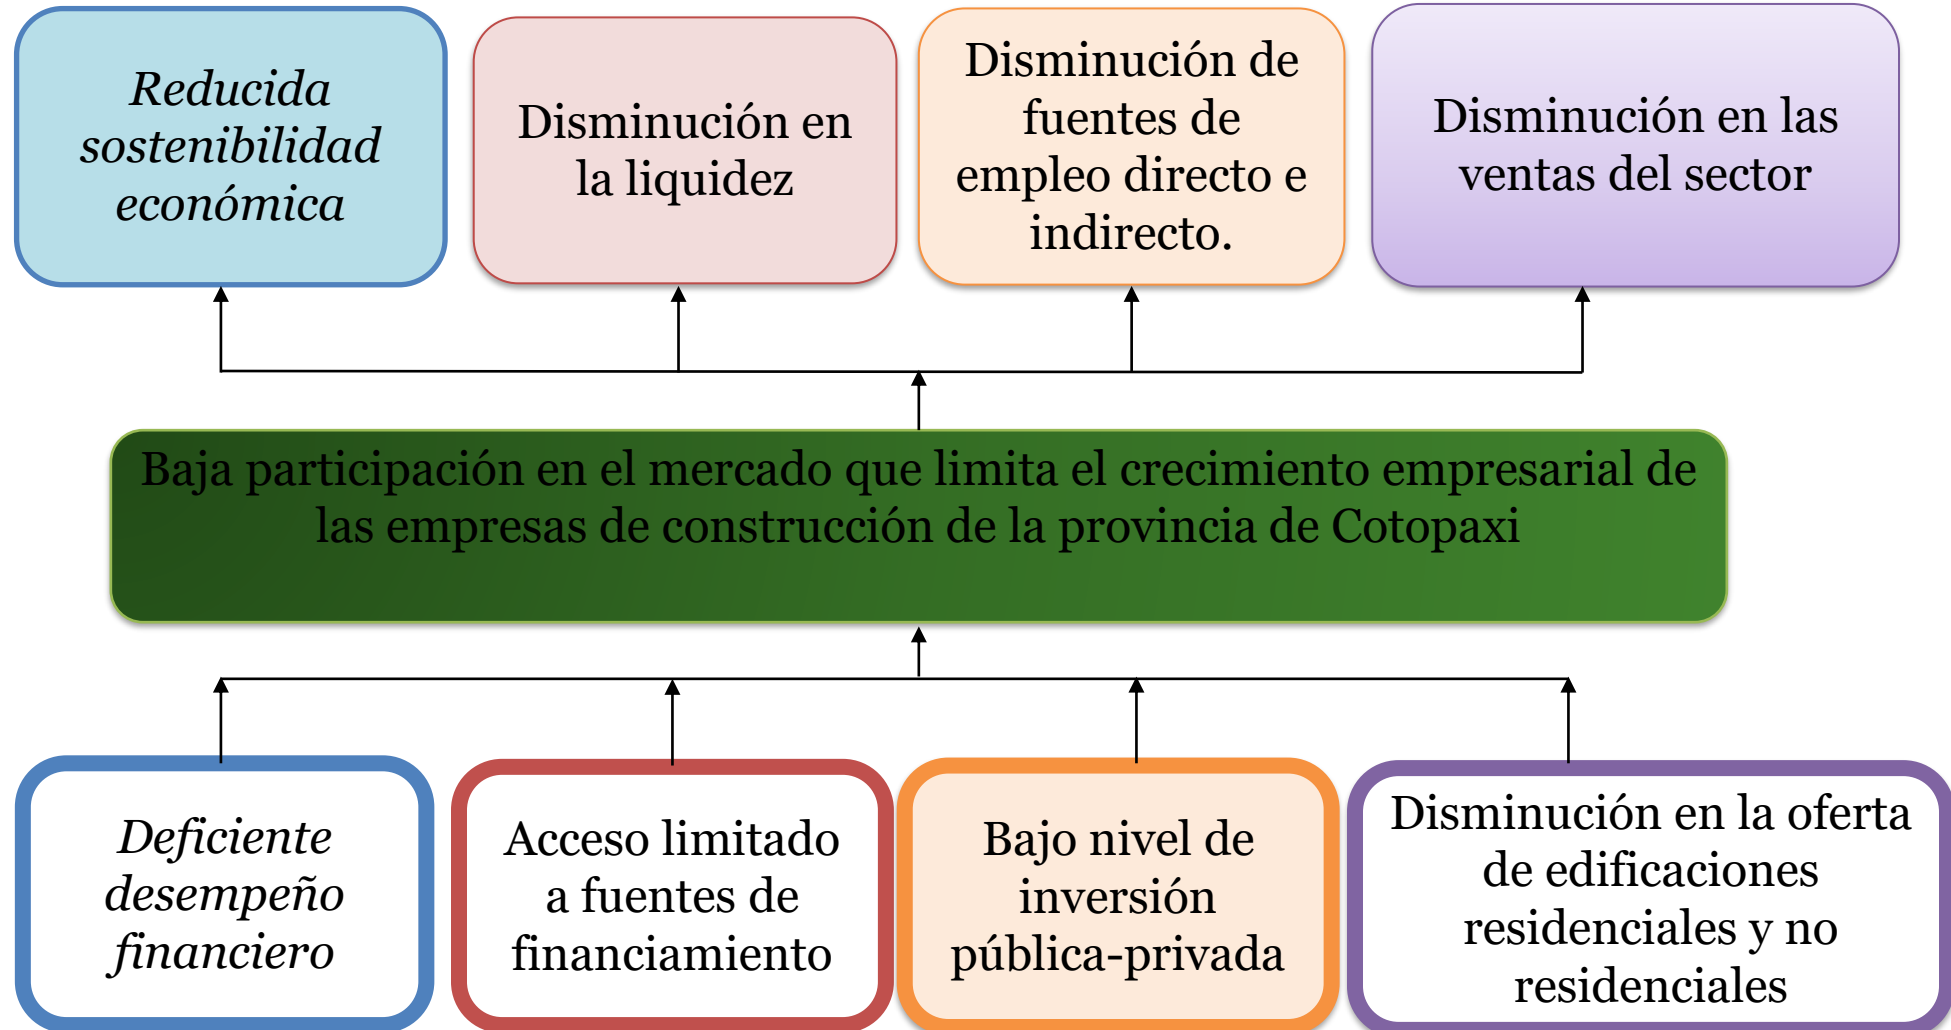 Reducida
sostenibilidad
económica
Disminución en
la liquidez
Disminución de
fuentes de
empleo directo e
indirecto.
Disminución en las
ventas del sector
Baja participación en el mercado que limita el crecimiento empresarial de
las empresas de construcción de la provincia de Cotopaxi
Deficiente
desempeño
financiero
Acceso limitado
a fuentes de
financiamiento
Bajo nivel de
inversión
pública-privada
Disminución en la oferta
de edificaciones
residenciales y no
residenciales